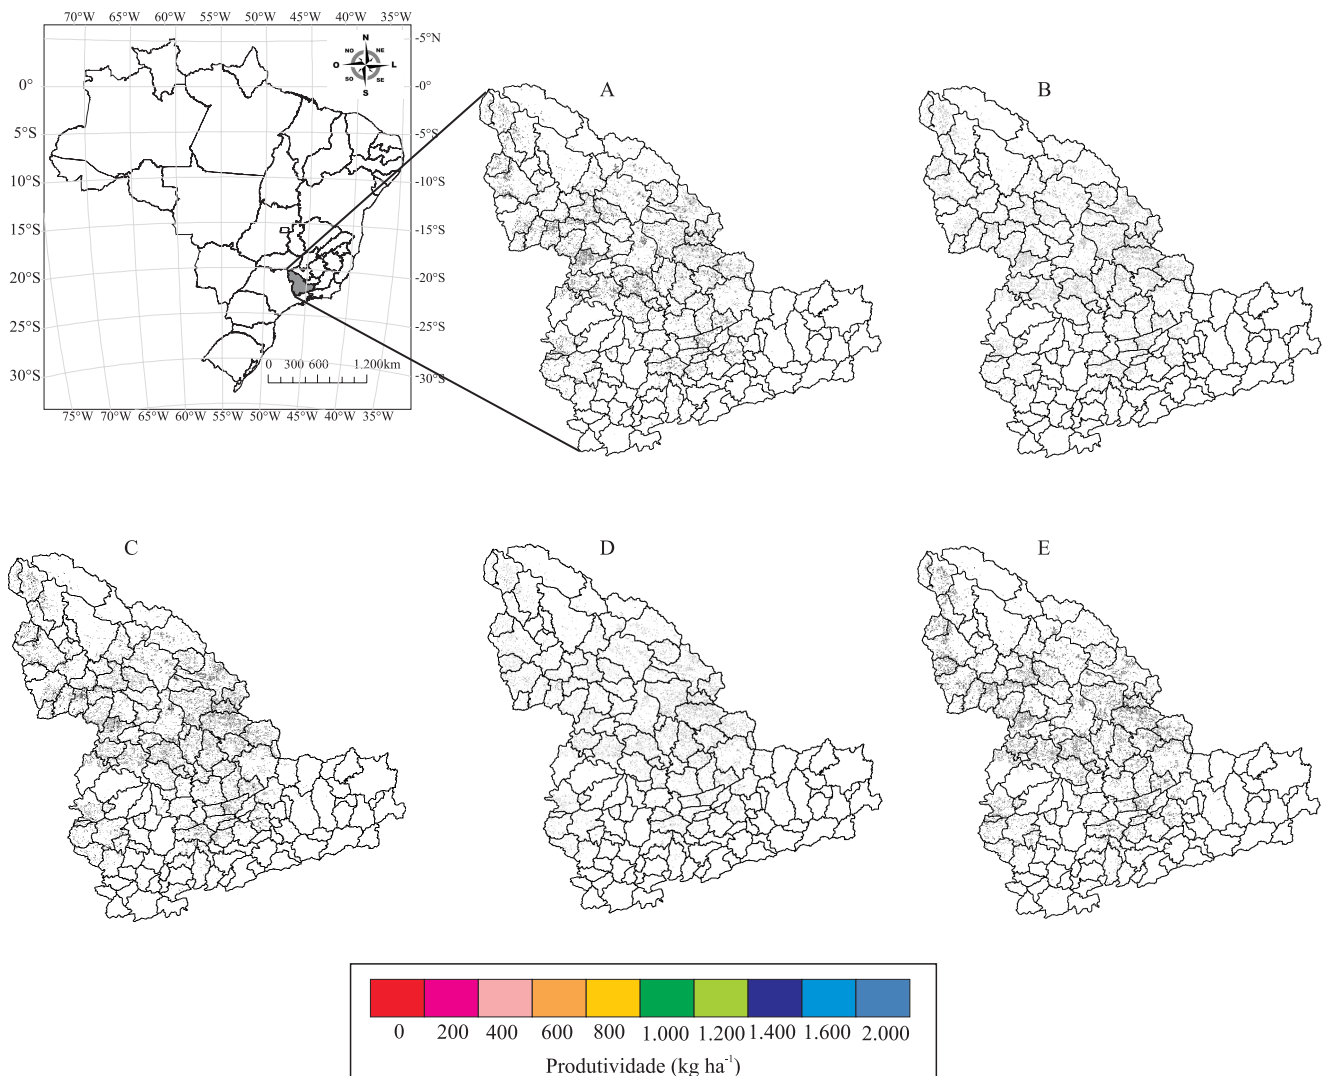 70°W 65°W 60°W 55°W 50°W 45°W 40°W 35°W
N
NO NE
O L
SO SE
S
5°N
0° 0°
5°S 5°S
10°S 10°S
15°S 15°S
20°S 20°S
25°S 25°S
30°S 30°S
0 300 600 1.200km
75°W 70°W 65°W 60°W 55°W 50°W 45°W 40°W 35°W
A
B
C
D
E
0 200 400 600 800 1.000 1.200 1.400 1.600 2.000
Produtividade (kg ha⁻¹)